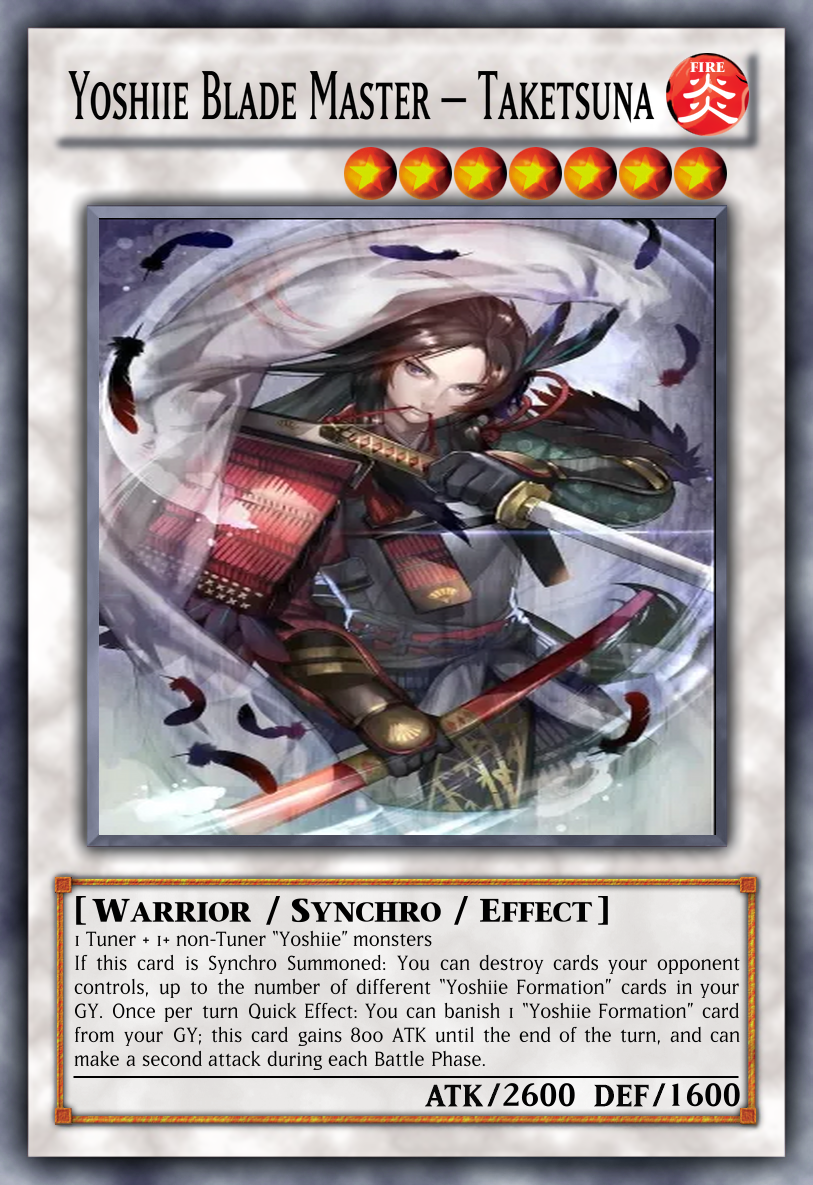 Yoshiie Blade Master – Taketsuna
FIRE
炎
[ Warrior / Synchro / Effect ]
1 Tuner + 1+ non-Tuner "Yoshiie" monsters
If this card is Synchro Summoned: You can destroy cards your opponent
controls, up to the number of different "Yoshiie Formation" cards in your
GY. Once per turn Quick Effect: You can banish 1 "Yoshiie Formation" card
from your GY; this card gains 800 ATK until the end of the turn, and can
make a second attack during each Battle Phase.
ATK/2600 DEF/1600